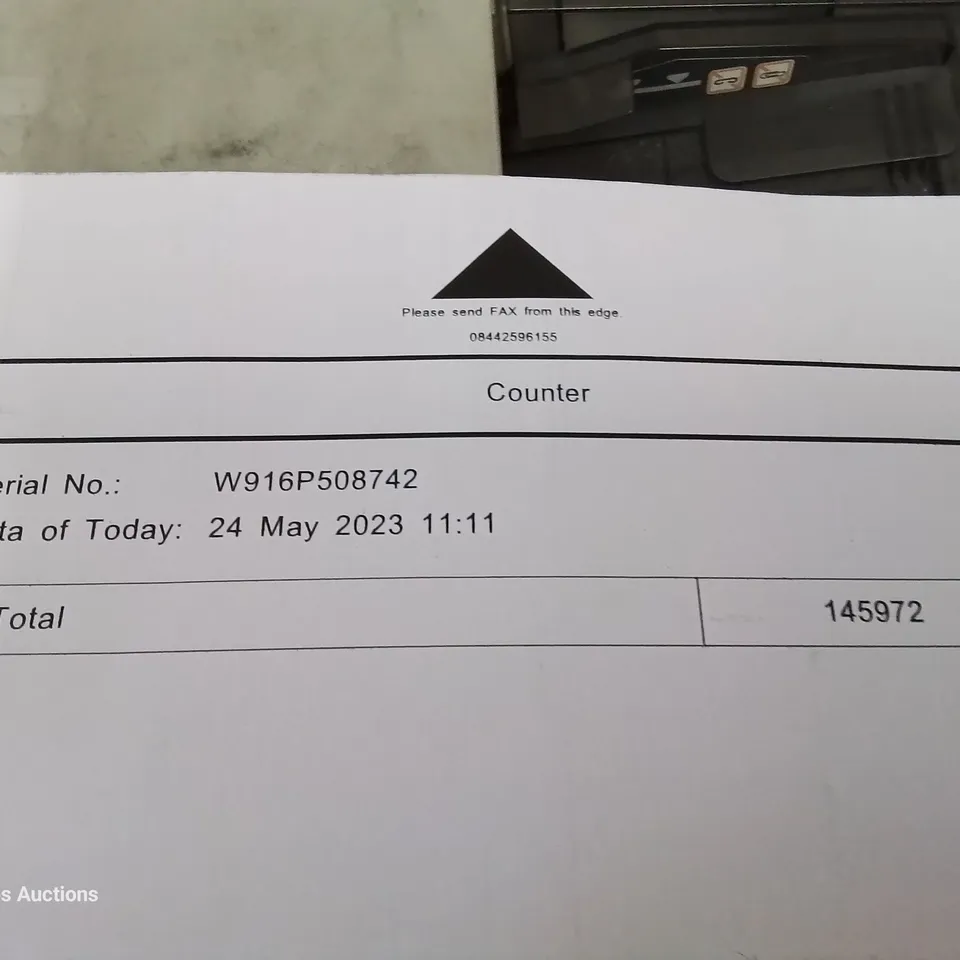 Please send FAX from this edge.
08442596155
Counter
erial No.: W916P508742
ta of Today: 24 May 2023 11:11
Total 145972
s Auctions